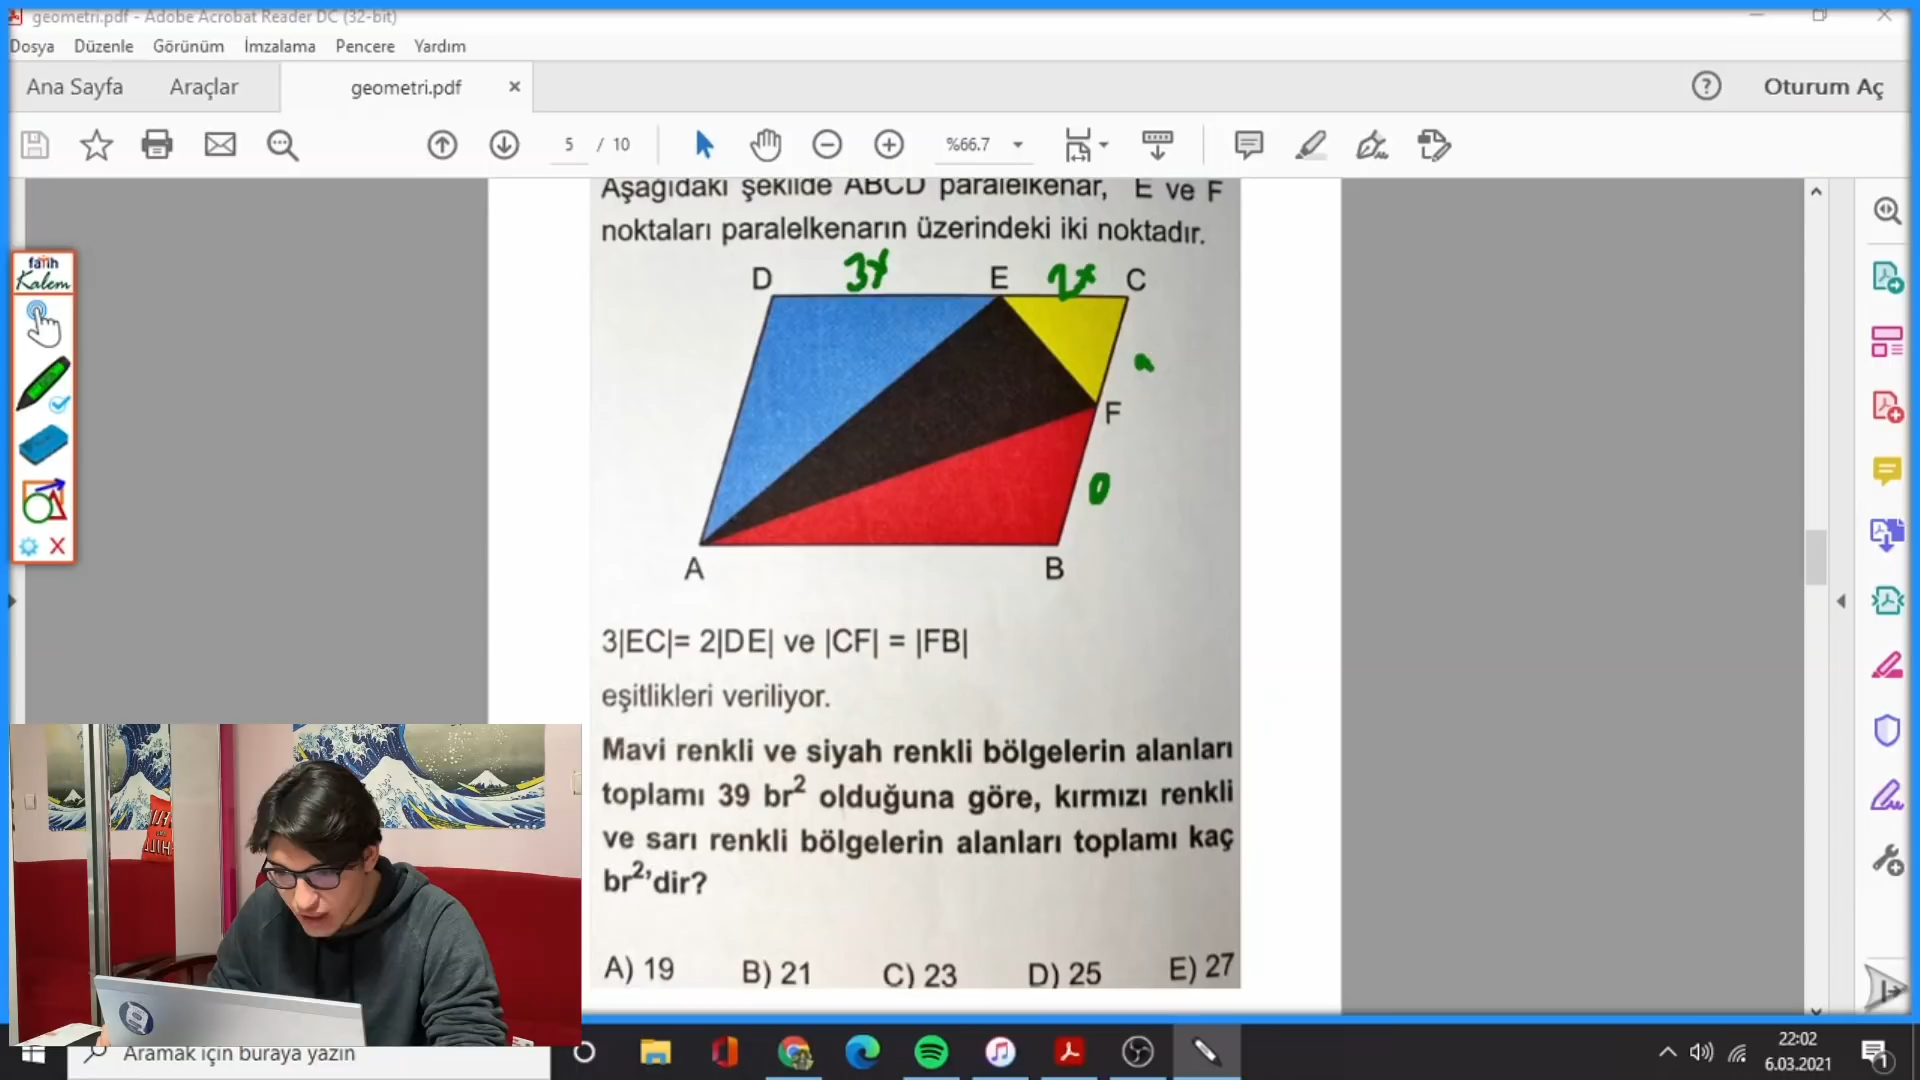 geometri.pdf - Adobe Acrobat Reader DC (32-bit)
Dosya Düzenle Görünüm İmzalama Pencere Yardım
Ana Sayfa Araçlar geometri.pdf Oturum Aç
5 / 10 %66.7
Aşağıdaki şekilde ABCD paralelkenar, E ve F
noktaları paralelkenarın üzerindeki iki noktadır.
fatih
Kalem
D 3x E 2x C
a
F
A B
3|EC|= 2|DE| ve |CF| = |FB|
eşitlikleri veriliyor.
Mavi renkli ve siyah renkli bölgelerin alanları
toplamı 39 br² olduğuna göre, kırmızı renkli
ve sarı renkli bölgelerin alanları toplamı kaç
br²'dir?
A) 19 B) 21 C) 23 D) 25 E) 27
Aramak için buraya yazın
22:02
6.03.2021
1